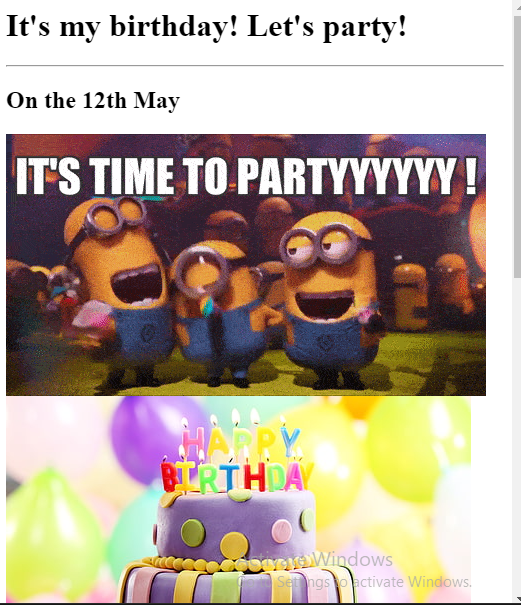 It's my birthday! Let's party!
On the 12th May
IT'S TIME TO PARTYYYYYY !
HAPPY
BIRTHDAY
Activate Windows
Go to Settings to activate Windows.